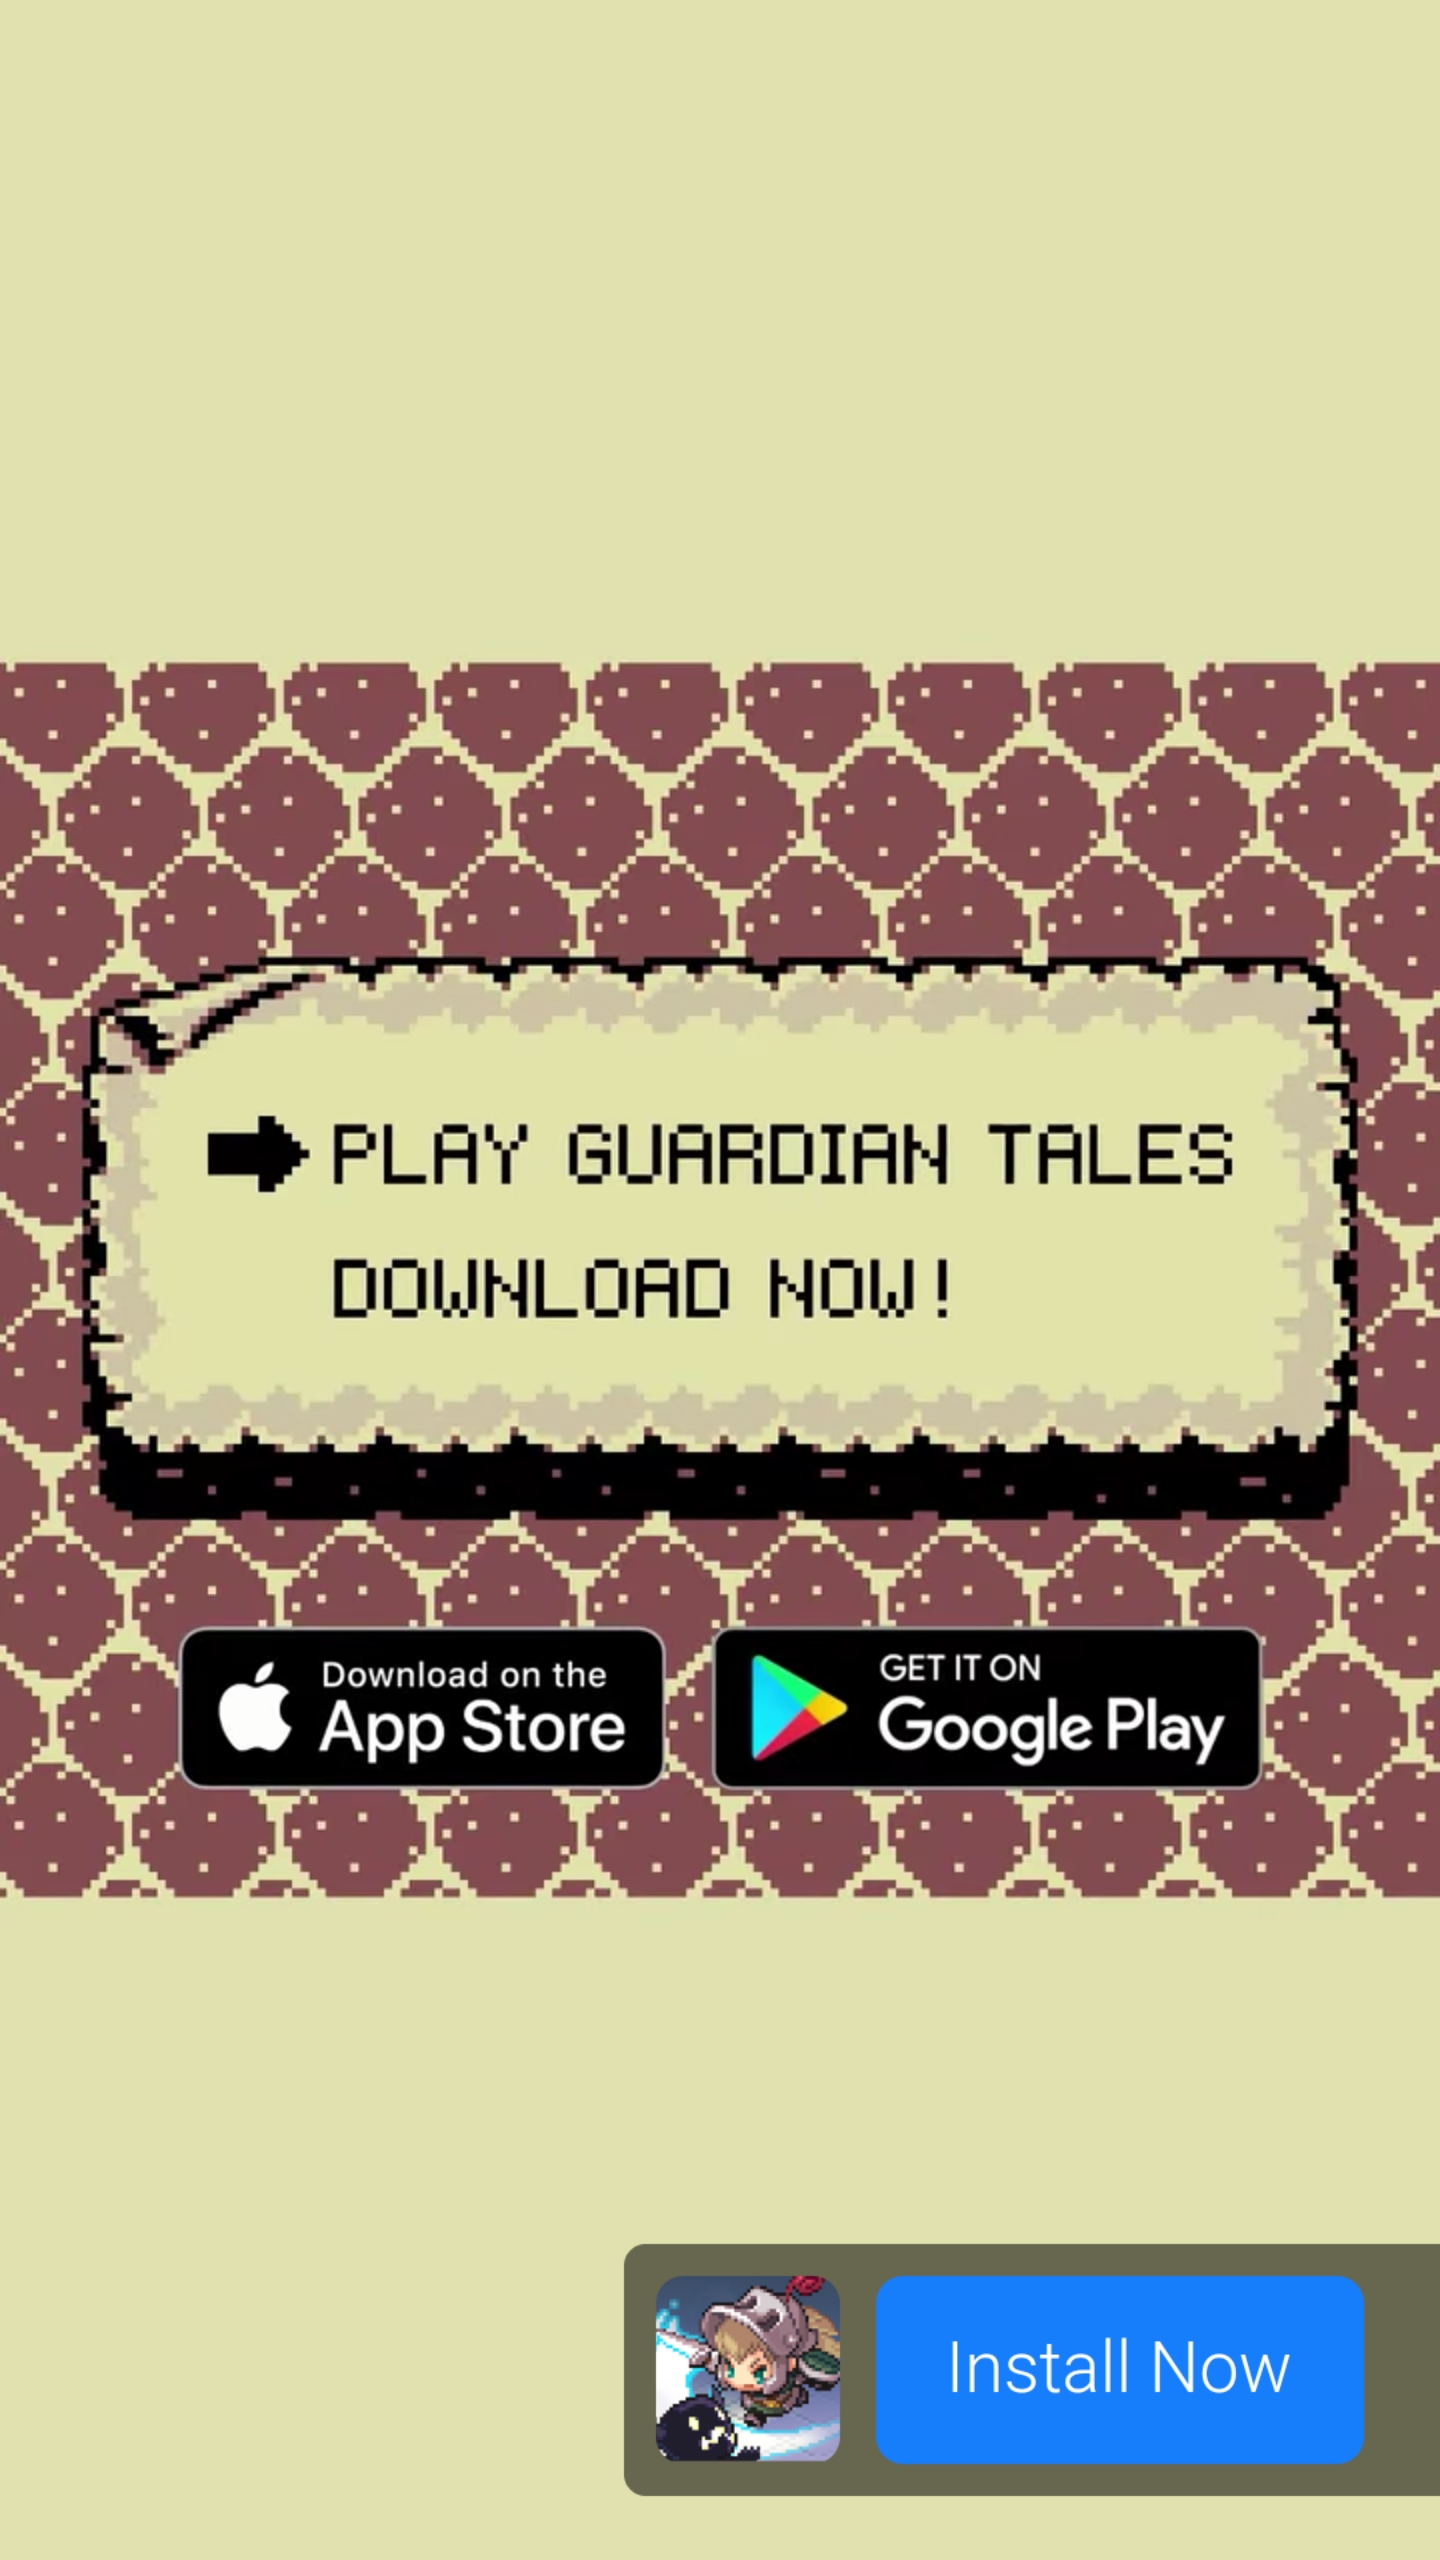 PLAY GUARDIAN TALES
DOWNLOAD NOW!
Download on the
App Store
GET IT ON
Google Play
Install Now